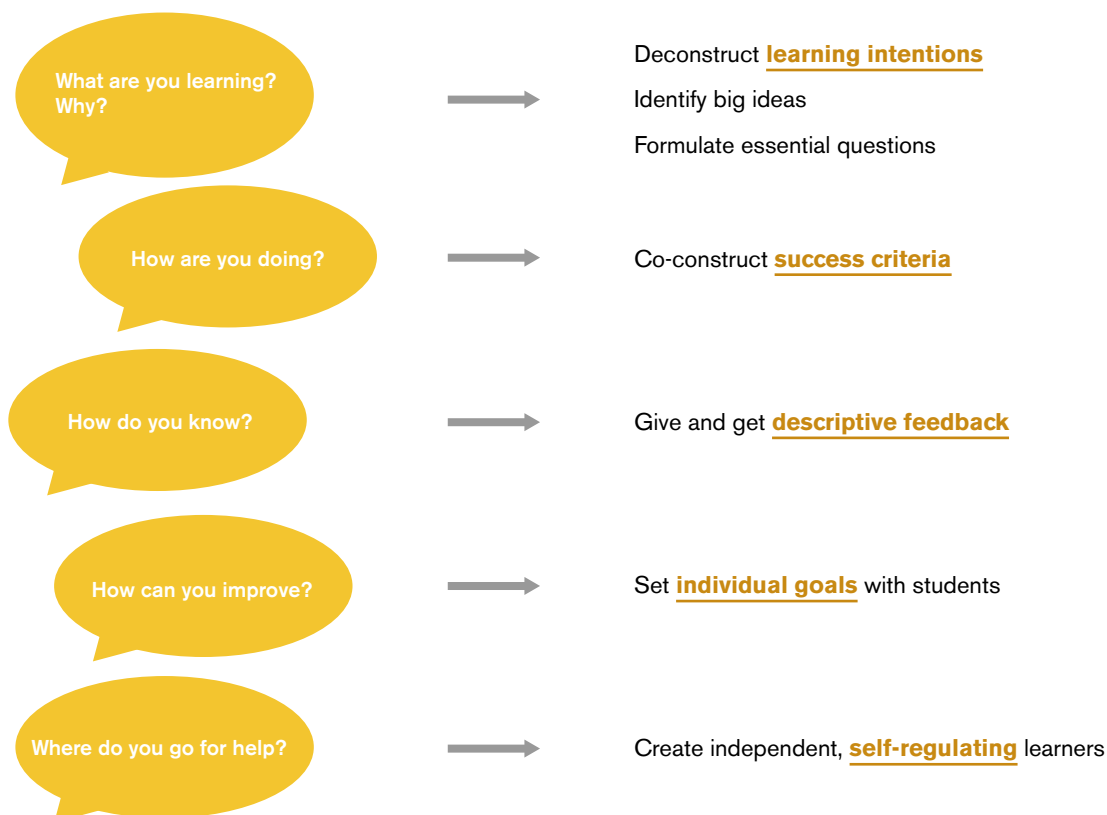 What are you learning?
Why?
Deconstruct learning intentions
Identify big ideas
Formulate essential questions
How are you doing?
Co-construct success criteria
How do you know?
Give and get descriptive feedback
How can you improve?
Set individual goals with students
Where do you go for help?
Create independent, self-regulating learners